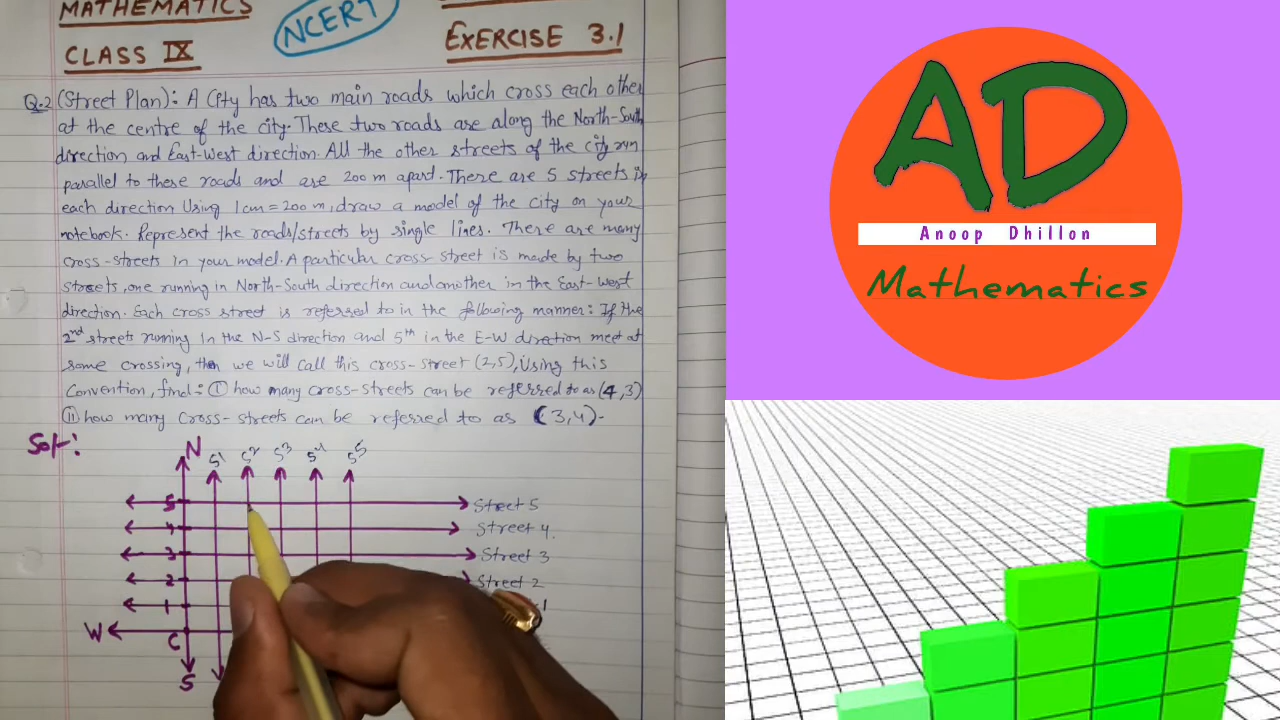 MATHEMATICS
NCERT
CLASS IX
EXERCISE 3.1
Q.2 (Street Plan): A City has two main roads which cross each other
at the centre of the city. These two roads are along the North-South
direction and East-West direction. All the other streets of the city run
parallel to these roads and are 200 m apart. There are 5 streets in
each direction Using 1cm = 200 m, draw a model of the city on your
notebook. Represent the roads/streets by single lines. There are many
cross-streets in your model. A particular cross-street is made by two
streets, one running in North-South direction and another in the East-West
direction. Each cross street is referred to in the following manner: If the
2nd streets running in the N-S direction and 5th in the E-W direction meet at
some crossing, then we will call this cross-street (2,5), Using this
Convention, find:- ① how many cross-streets can be referred to as (4,3)
ii) how many Cross-streets can be referred to as (3,4).
Sol:-
N
S1 S2 S3 S4 S5
5 Street 5
4 Street 4.
3 Street 3
2 Street 2
1 1
W C
S
AD
Anoop Dhillon
Mathematics